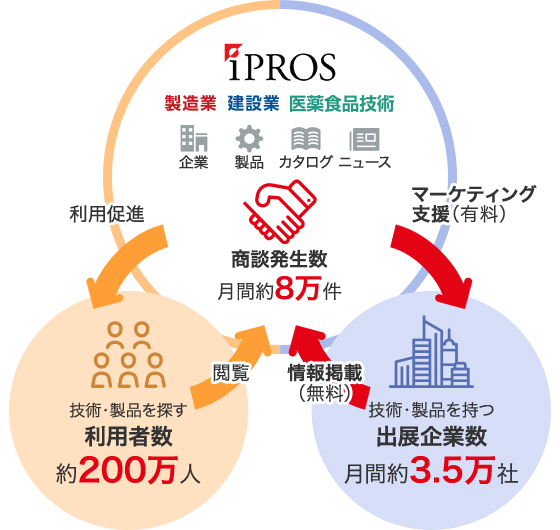 iPROS
製造業 建設業 医薬食品技術
企業 製品 カタログ ニュース
商談発生数
月間約8万件
利用促進
マーケティング
支援(有料)
閲覧
情報掲載
(無料)
技術・製品を探す
利用者数
約200万人
技術・製品を持つ
出展企業数
月間約3.5万社